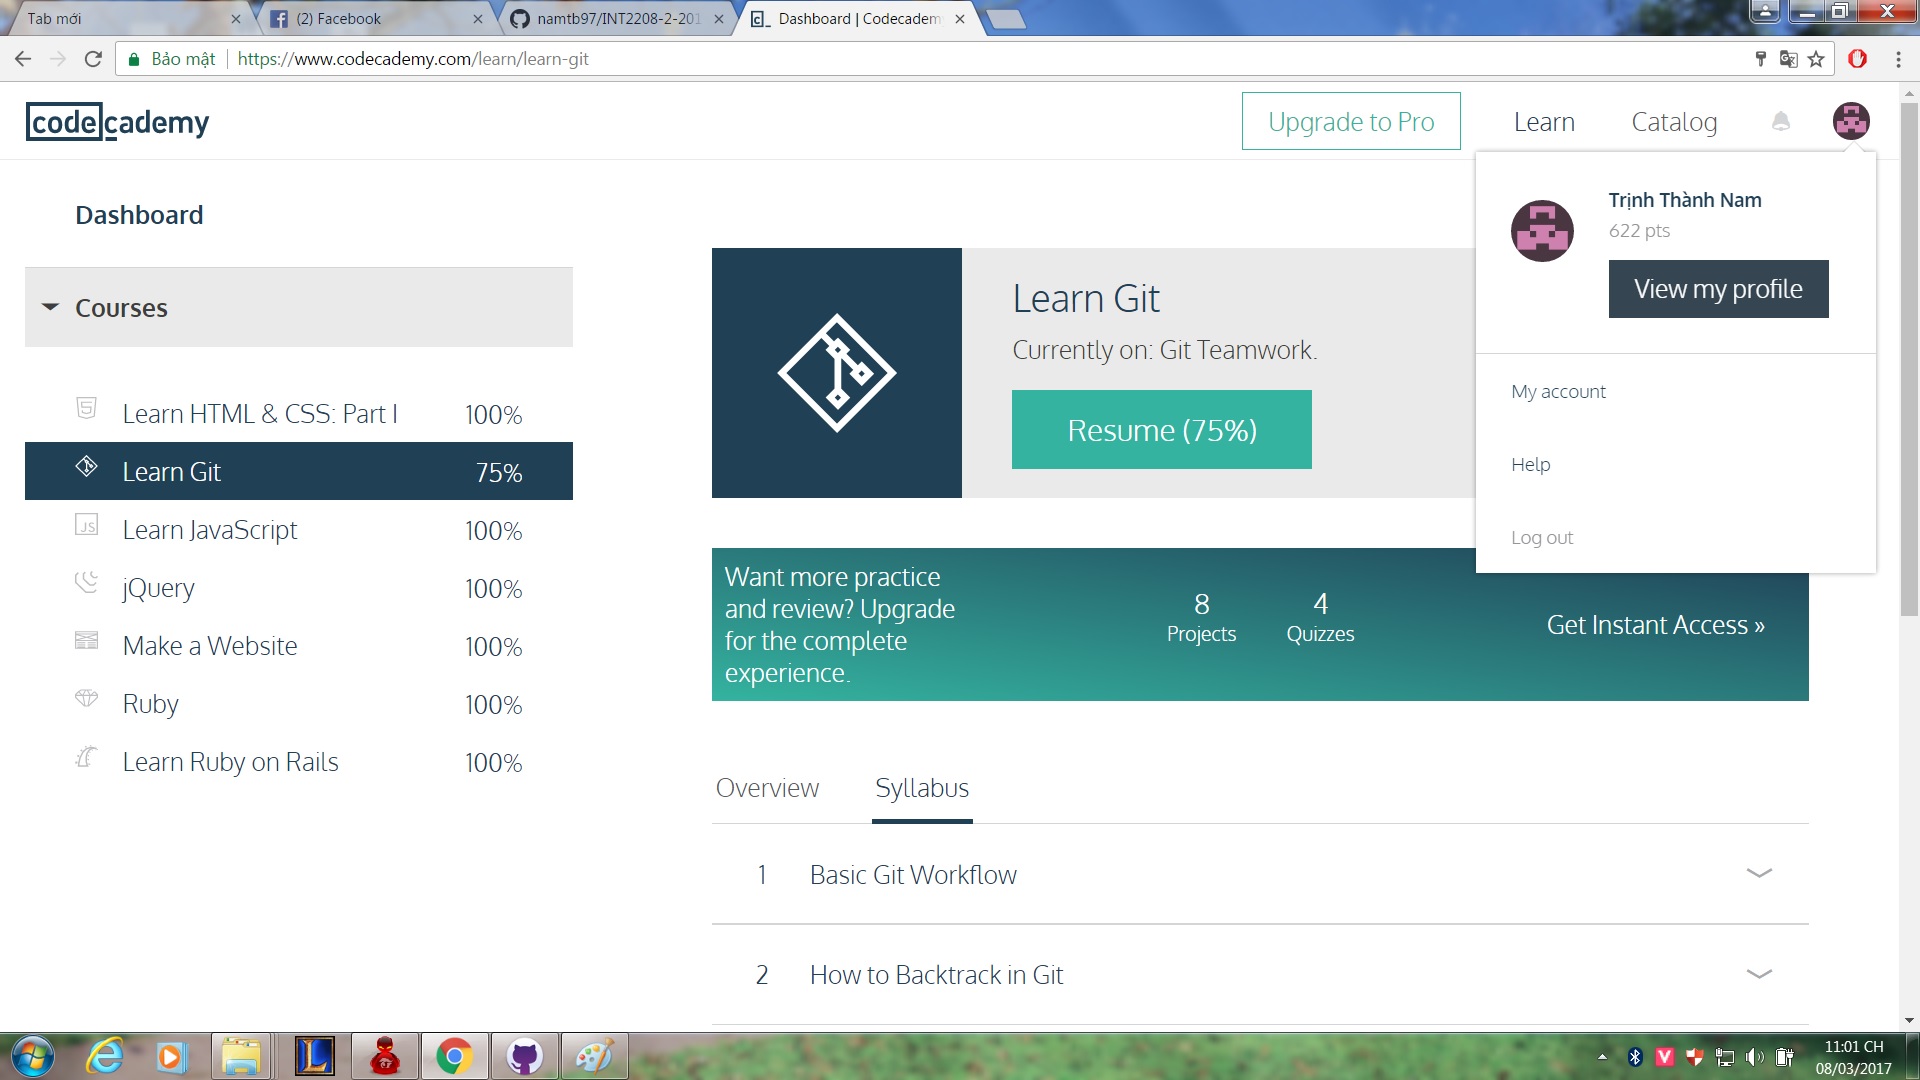 Tab mới
(2) Facebook
namtb97/INT2208-2-201
Dashboard | Codecadem
Bảo mật
https://www.codecademy.com/learn/learn-git
codecademy
Upgrade to Pro
Learn
Catalog
Trịnh Thành Nam
622 pts
View my profile
My account
Help
Log out
Dashboard
Courses
Learn HTML & CSS: Part I 100%
Learn Git 75%
Learn JavaScript 100%
jQuery 100%
Make a Website 100%
Ruby 100%
Learn Ruby on Rails 100%
Learn Git
Currently on: Git Teamwork.
Resume (75%)
Want more practice
and review? Upgrade
for the complete
experience.
8
Projects
4
Quizzes
Get Instant Access »
Overview
Syllabus
1 Basic Git Workflow
2 How to Backtrack in Git
11:01 CH
08/03/2017